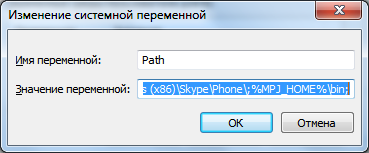 Изменение системной переменной
Имя переменной: Path
Значение переменной: s (x86)\Skype\Phone\;%MPJ_HOME%\bin;
OK Отмена